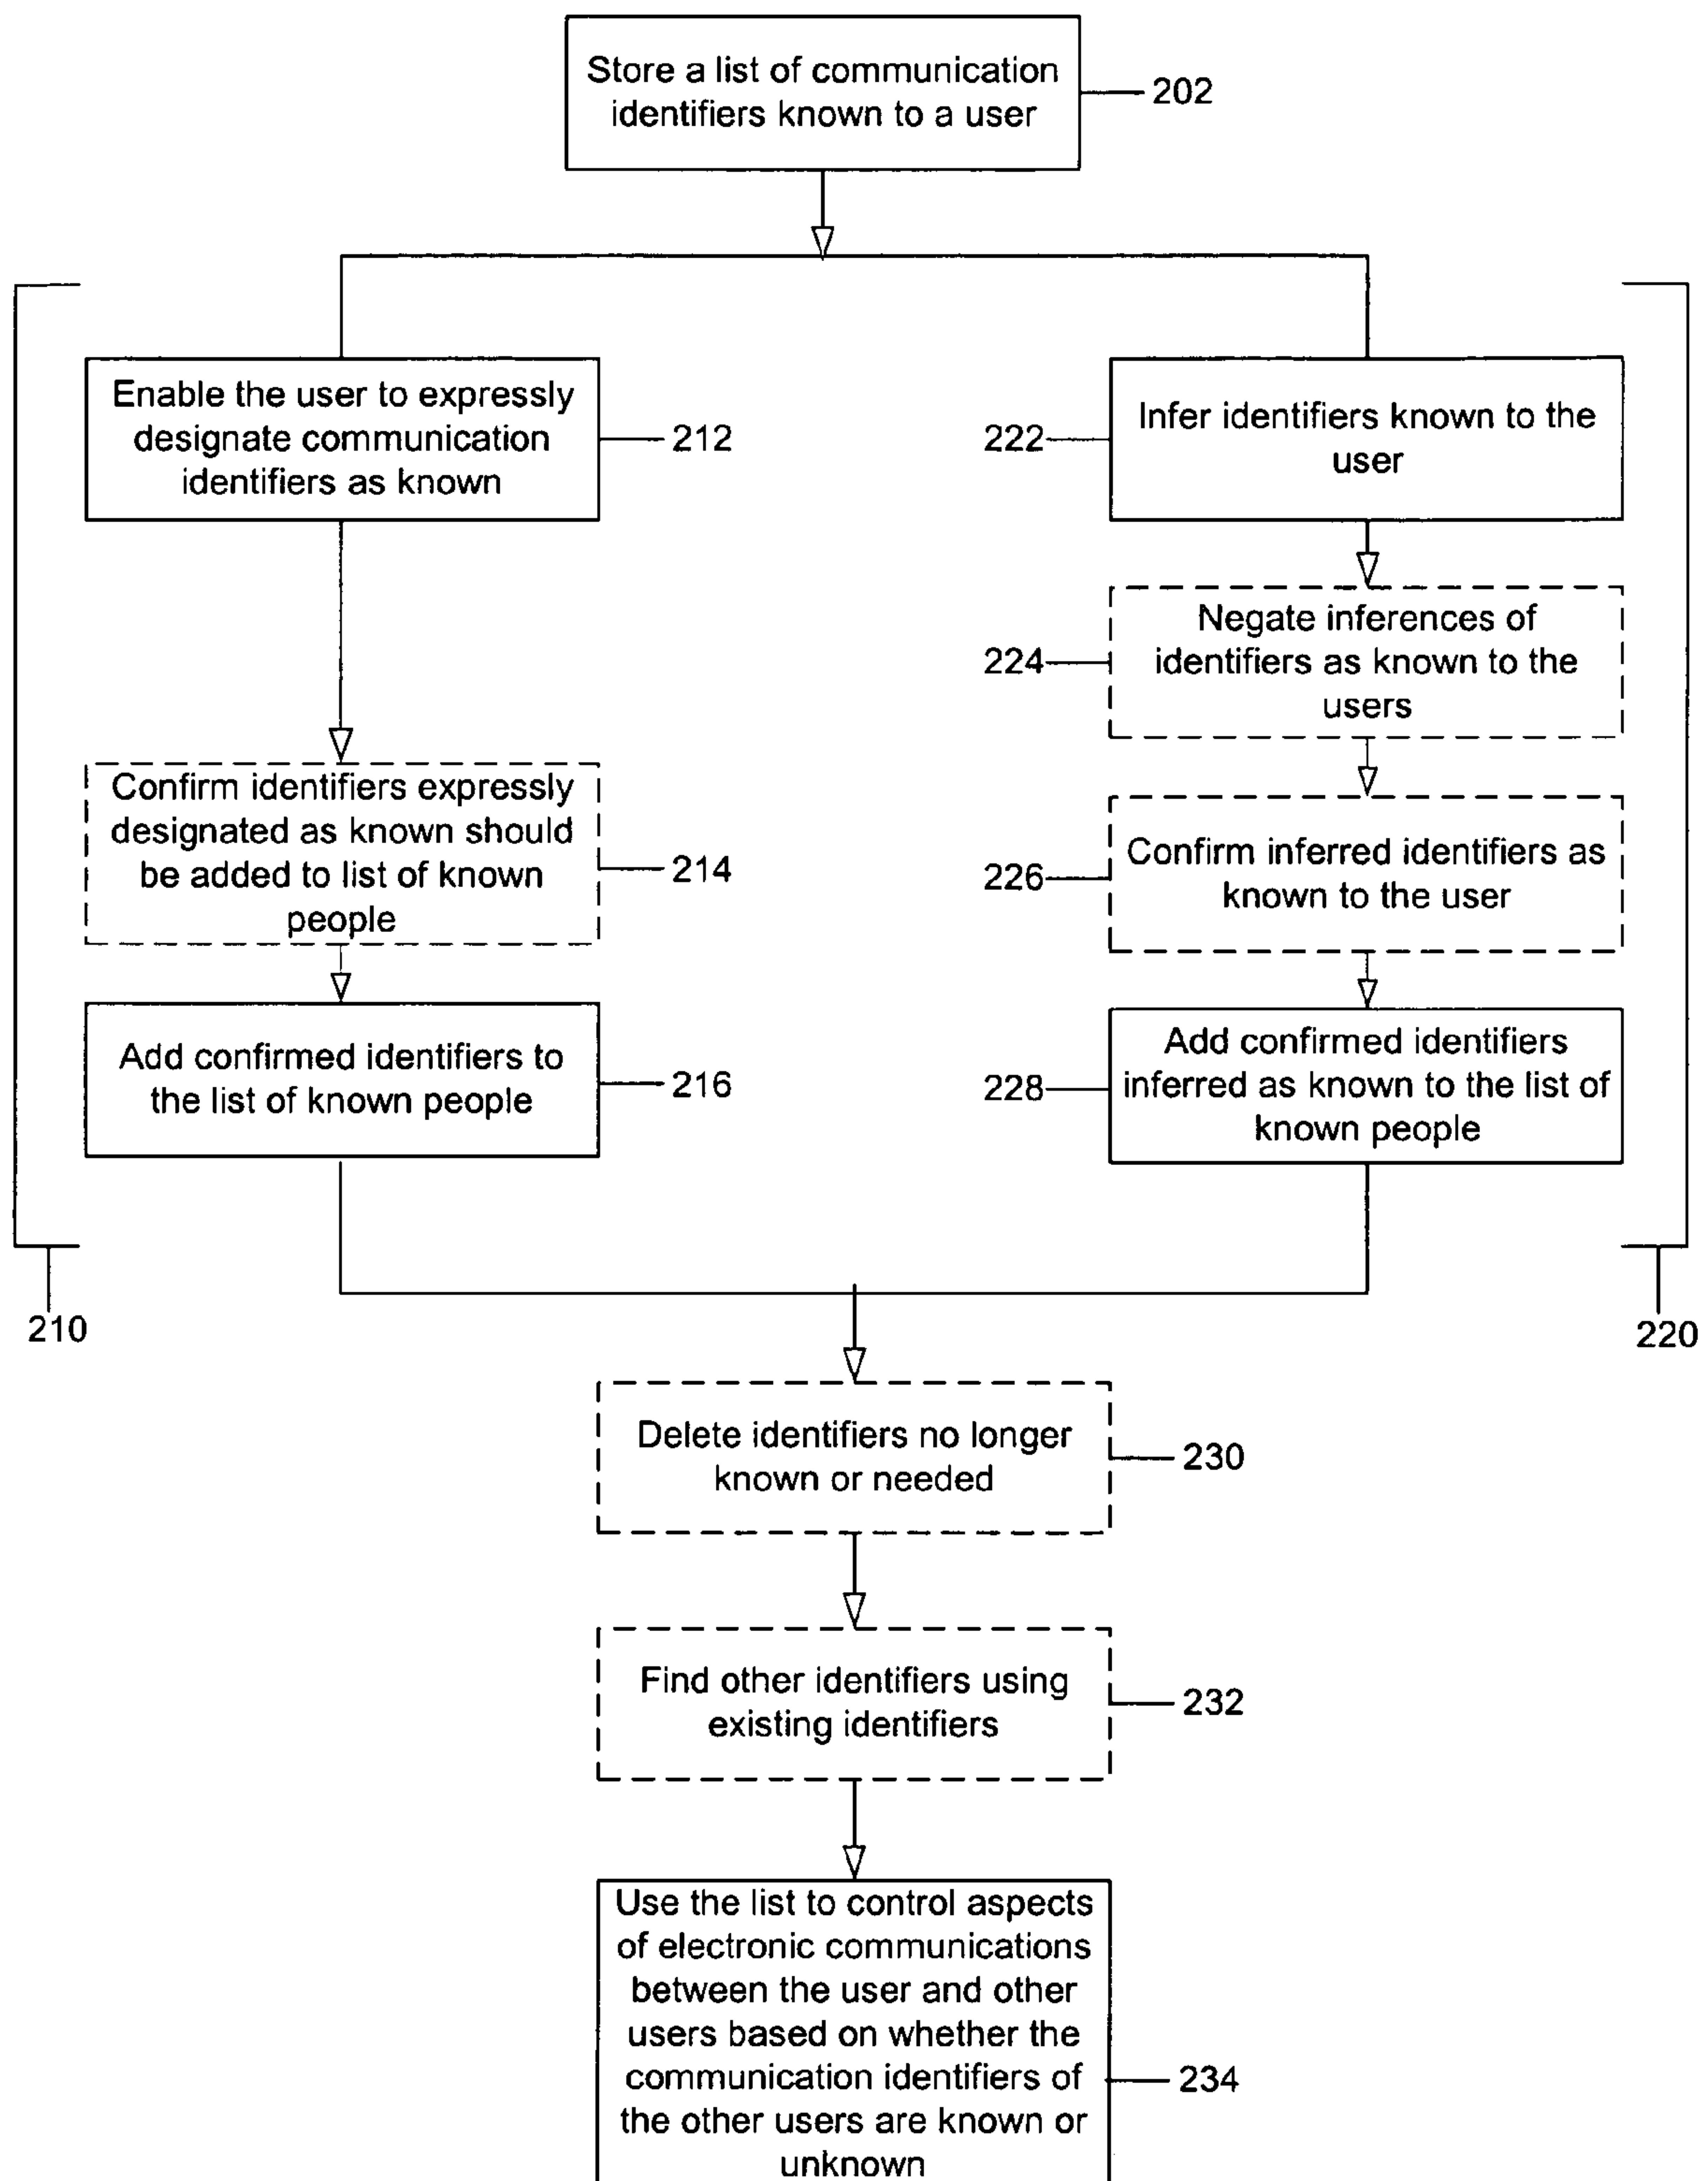 Store a list of communication
identifiers known to a user
202
Enable the user to expressly
designate communication
identifiers as known
212
Confirm identifiers expressly
designated as known should
be added to list of known
people
214
Add confirmed identifiers to
the list of known people
216
210
Infer identifiers known to the
user
222
Negate inferences of
identifiers as known to the
users
224
Confirm inferred identifiers as
known to the user
226
Add confirmed identifiers
inferred as known to the list of
known people
228
220
Delete identifiers no longer
known or needed
230
Find other identifiers using
existing identifiers
232
Use the list to control aspects
of electronic communications
between the user and other
users based on whether the
communication identifiers of
the other users are known or
unknown
234